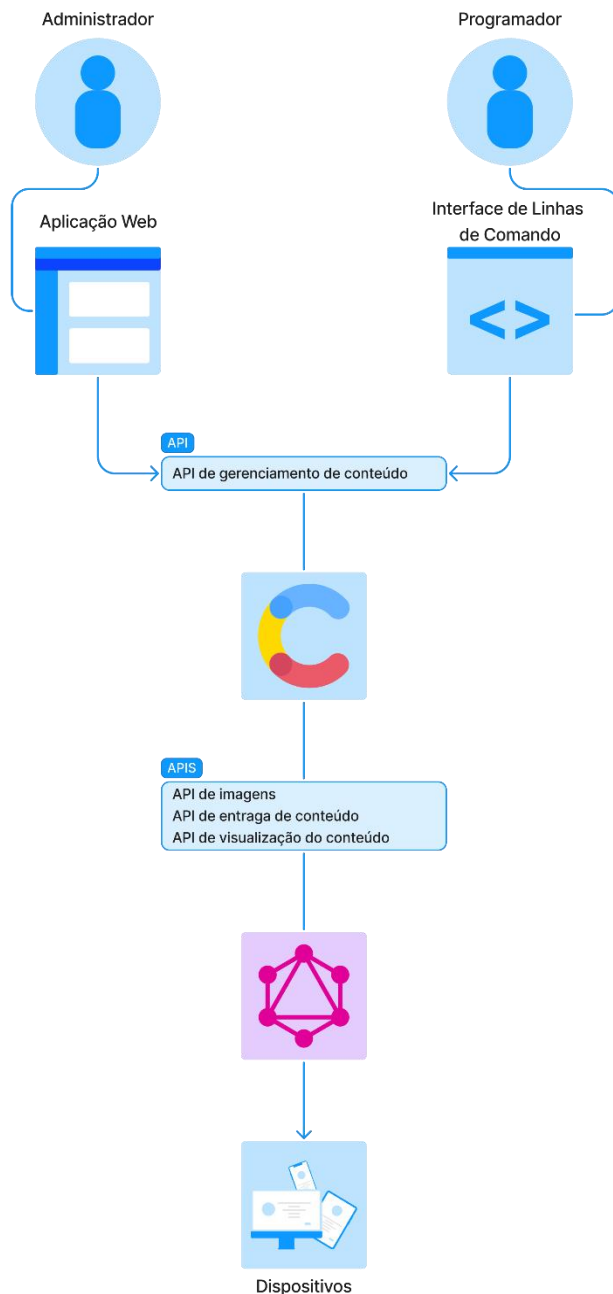 Administrador
Programador
Aplicação Web
Interface de Linhas
de Comando
< >
API
API de gerenciamento de conteúdo
APIS
API de imagens
API de entraga de conteúdo
API de visualização do conteúdo
Dispositivos